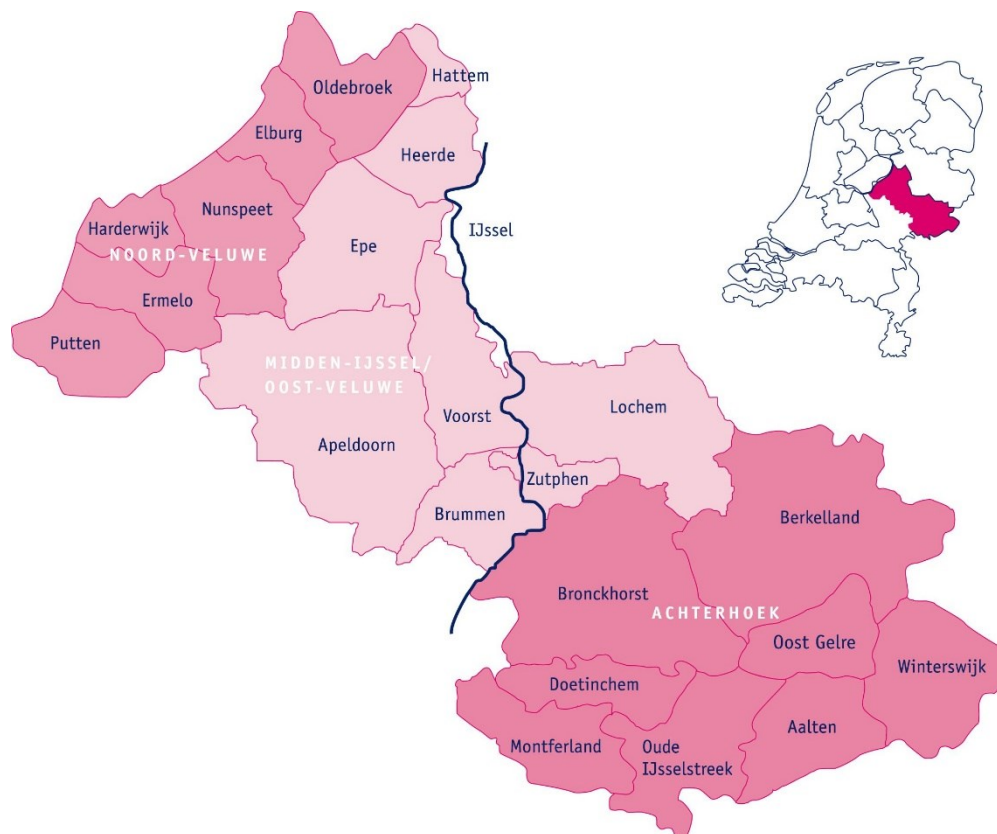 Hattem
Oldebroek
Elburg
Heerde
Nunspeet
Harderwijk
IJssel
Epe
NOORD-VELUWE
Ermelo
Putten
MIDDEN-IJSSEL/
OOST-VELUWE
Voorst
Lochem
Apeldoorn
Zutphen
Brummen
Berkelland
Bronckhorst
ACHTERHOEK
Oost Gelre
Winterswijk
Doetinchem
Aalten
Montferland
Oude
IJsselstreek